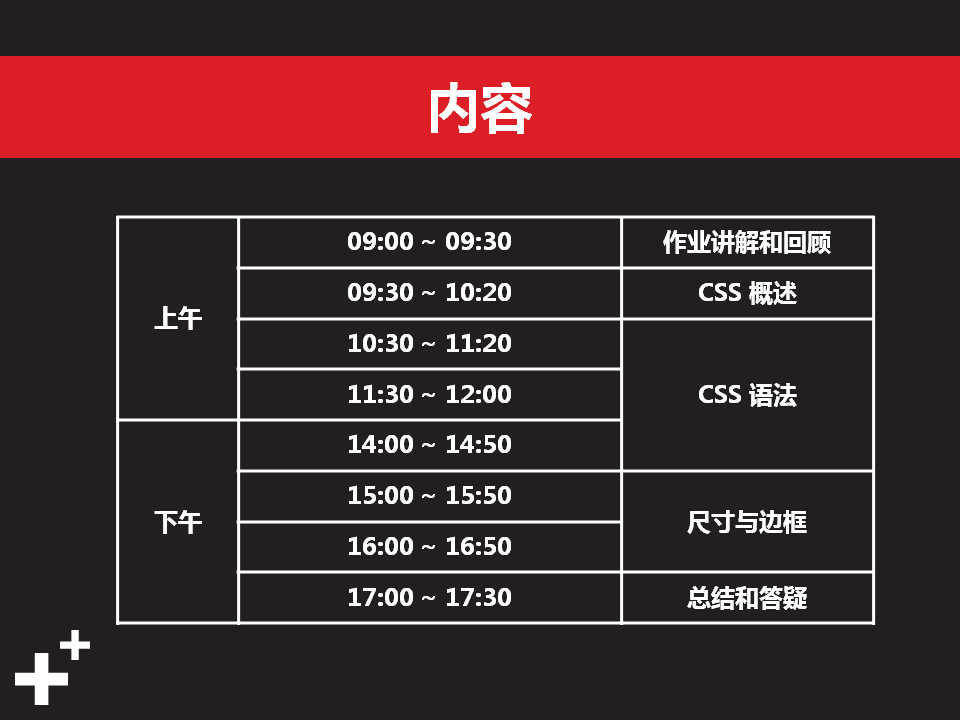 内容
上午
09:00 ~ 09:30 作业讲解和回顾
09:30 ~ 10:20 CSS 概述
10:30 ~ 11:20
CSS 语法
11:30 ~ 12:00
下午
14:00 ~ 14:50
15:00 ~ 15:50
尺寸与边框
16:00 ~ 16:50
17:00 ~ 17:30 总结和答疑